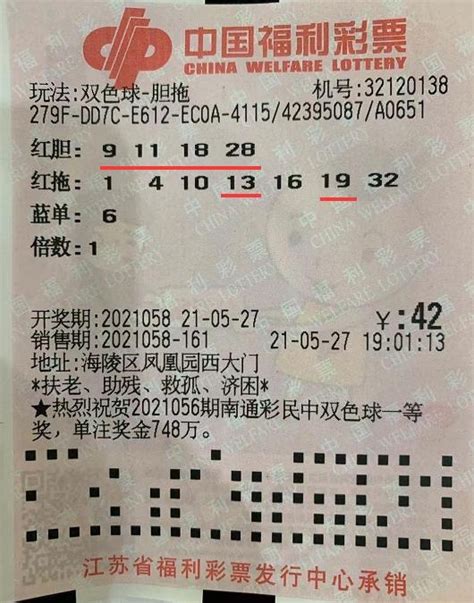 中国福利彩票
CHINA WELFARE LOTTERY
玩法:双色球-胆拖 机号:32120138
279F-DD7C-E612-EC0A-4115/42395087/A0651
红胆: 9 11 18 28
红拖: 1 4 10 13 16 19 32
蓝单: 6
倍数:1
开奖期:2021058 21-05-27 ￥:42
销售期:2021058-161 21-05-27 19:01:13
地址:海陵区凤凰园西大门
*扶老、助残、救孤、济困*
★热烈祝贺2021056期南通彩民中双色球一等
奖，单注奖金748万。
江苏省福利彩票发行中心承销